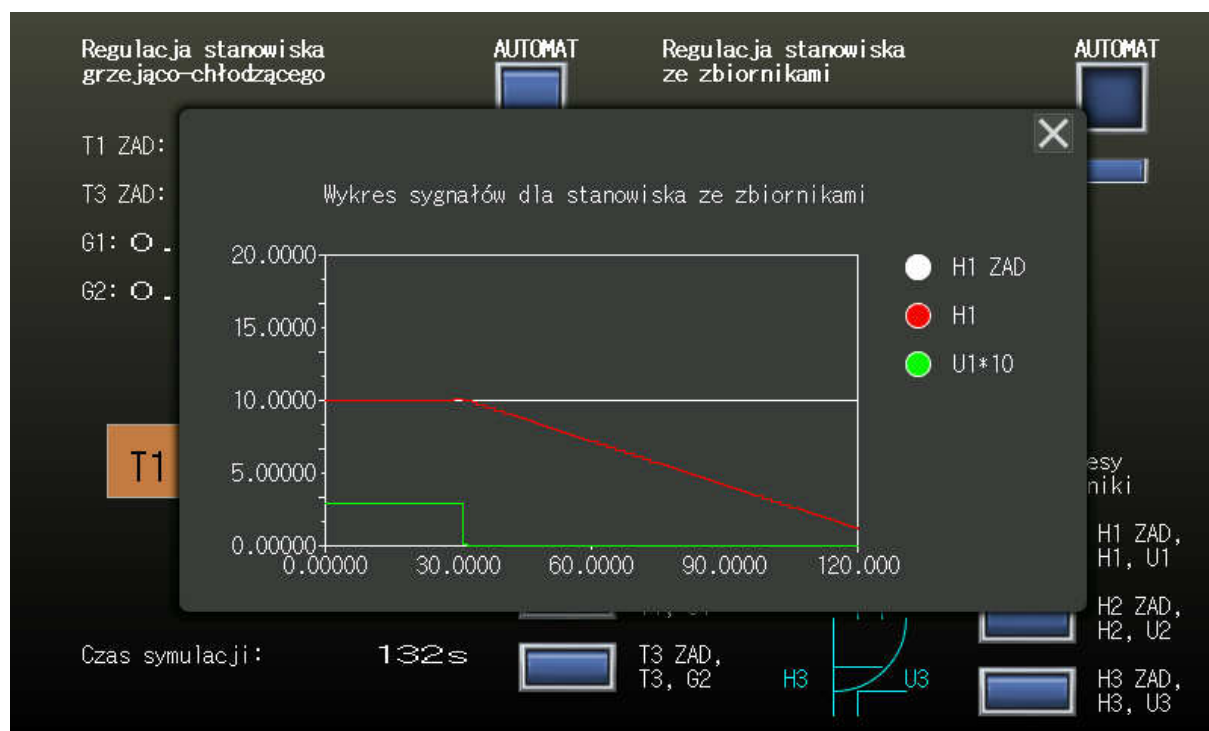 Regulacja stanowiska
grzejąco-chłodzącego
AUTOMAT
Regulacja stanowiska
ze zbiornikami
AUTOMAT
T1 ZAD:
T3 ZAD:
G1: 0.
G2: 0.
Wykres sygnałów dla stanowiska ze zbiornikami
20.0000
15.0000
10.0000
5.00000
0.00000
0.00000 30.0000 60.0000 90.0000 120.000
H1 ZAD
H1
U1*10
T1
H1 ZAD,
H1, U1
H2 ZAD,
H2, U2
H3 ZAD,
H3, U3
Czas symulacji: 132s
T3 ZAD,
T3, G2
H3
U3